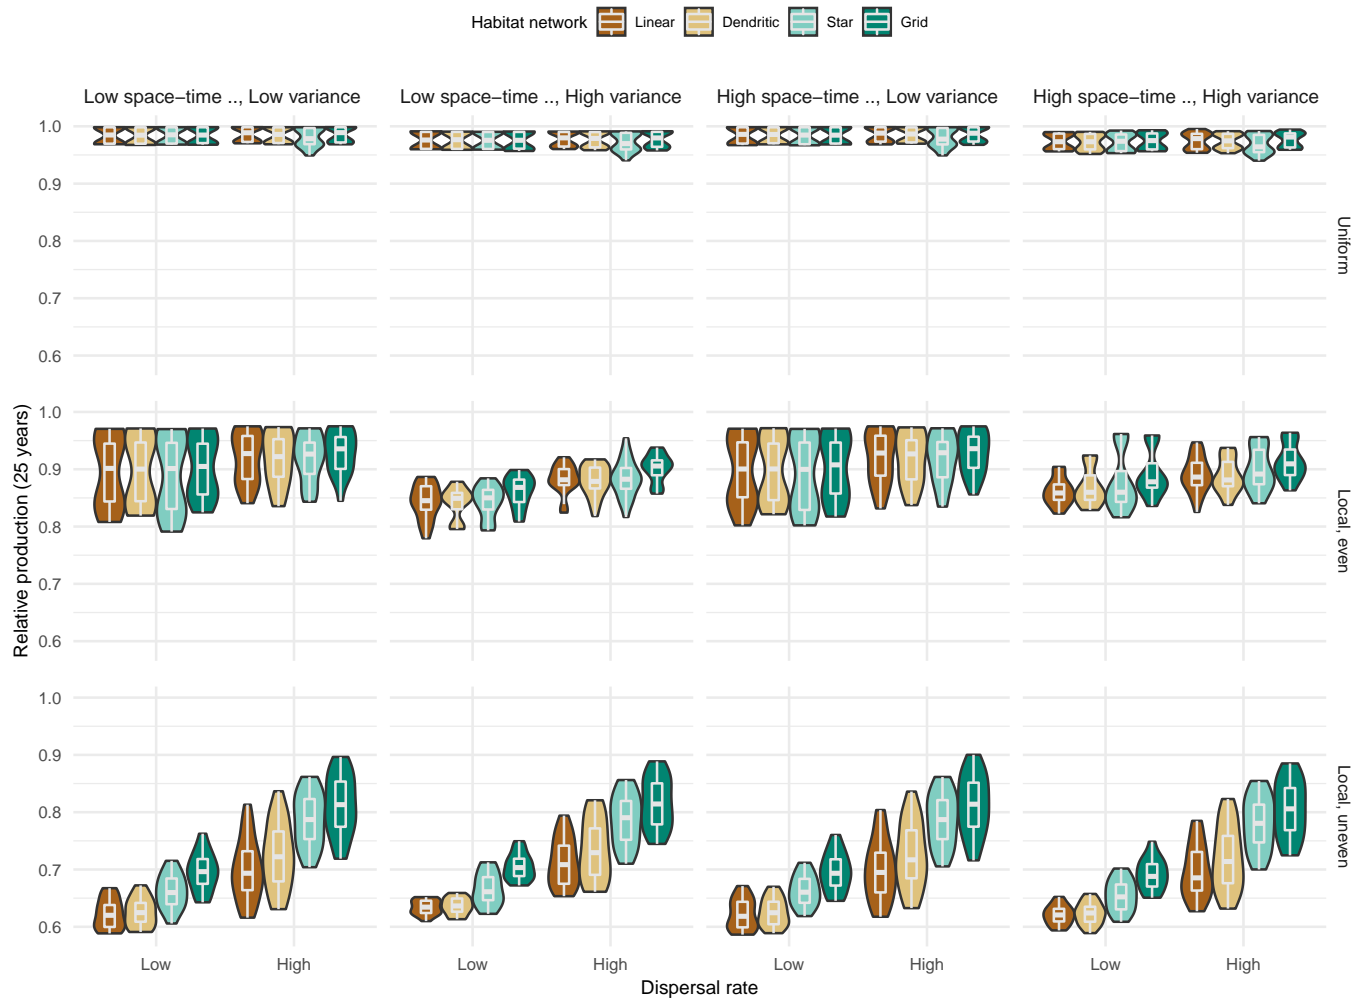 Habitat network Linear Dendritic Star Grid
Low space−time .., Low variance
Low space−time .., High variance
High space−time .., Low variance
High space−time .., High variance
1.0
0.9
0.8
0.7
0.6
Uniform
1.0
0.9
0.8
0.7
0.6
Local, even
1.0
0.9
0.8
0.7
0.6
Local, uneven
Relative production (25 years)
Low High Low High Low High Low High
Dispersal rate